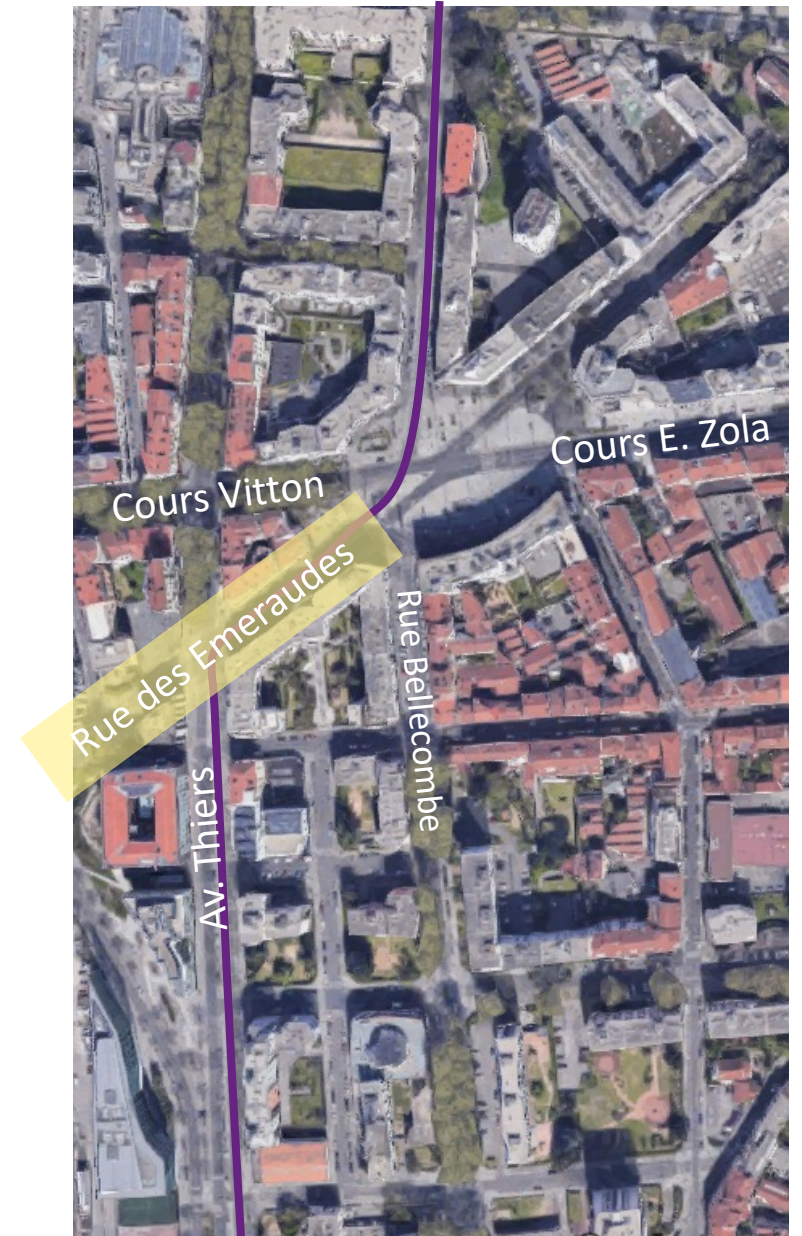 Cours E. Zola
Cours Vitton
Rue des Emeraudes
Rue Bellecombe
Av. Thiers